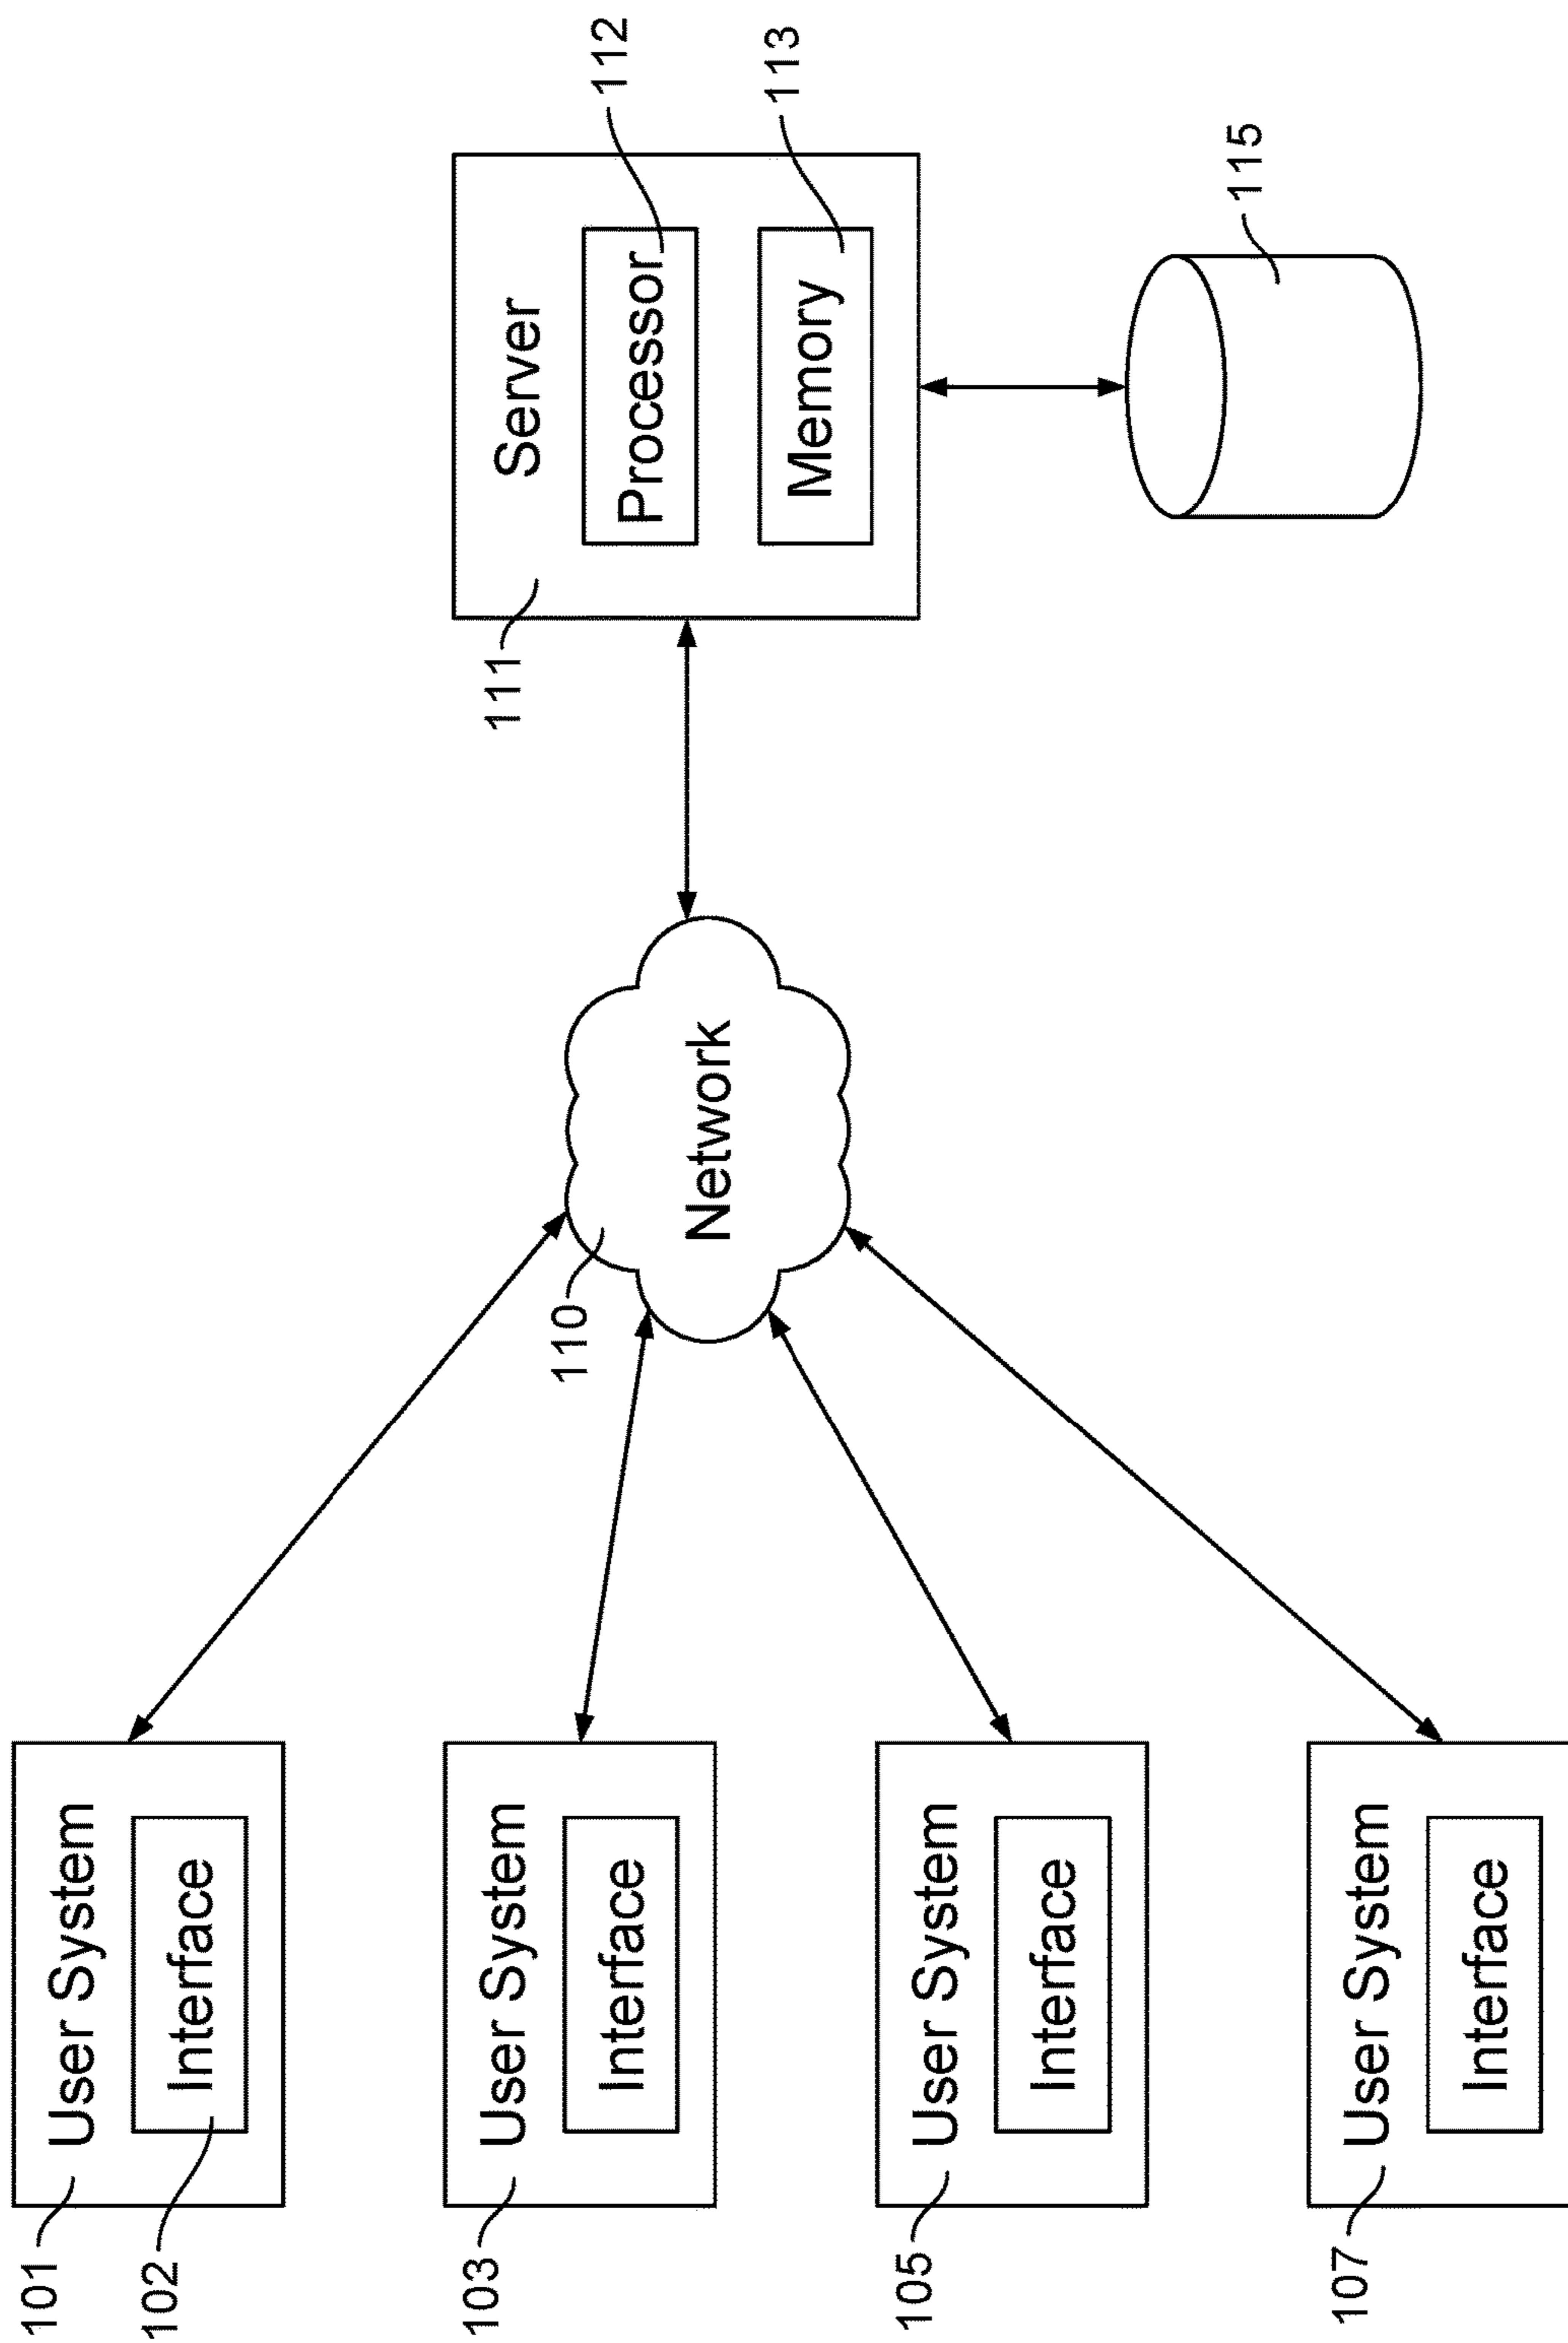 101
User System
102
Interface
103
User System
Interface
105
User System
Interface
107
User System
Interface
110
Network
111
Server
Processor
112
Memory
113
115